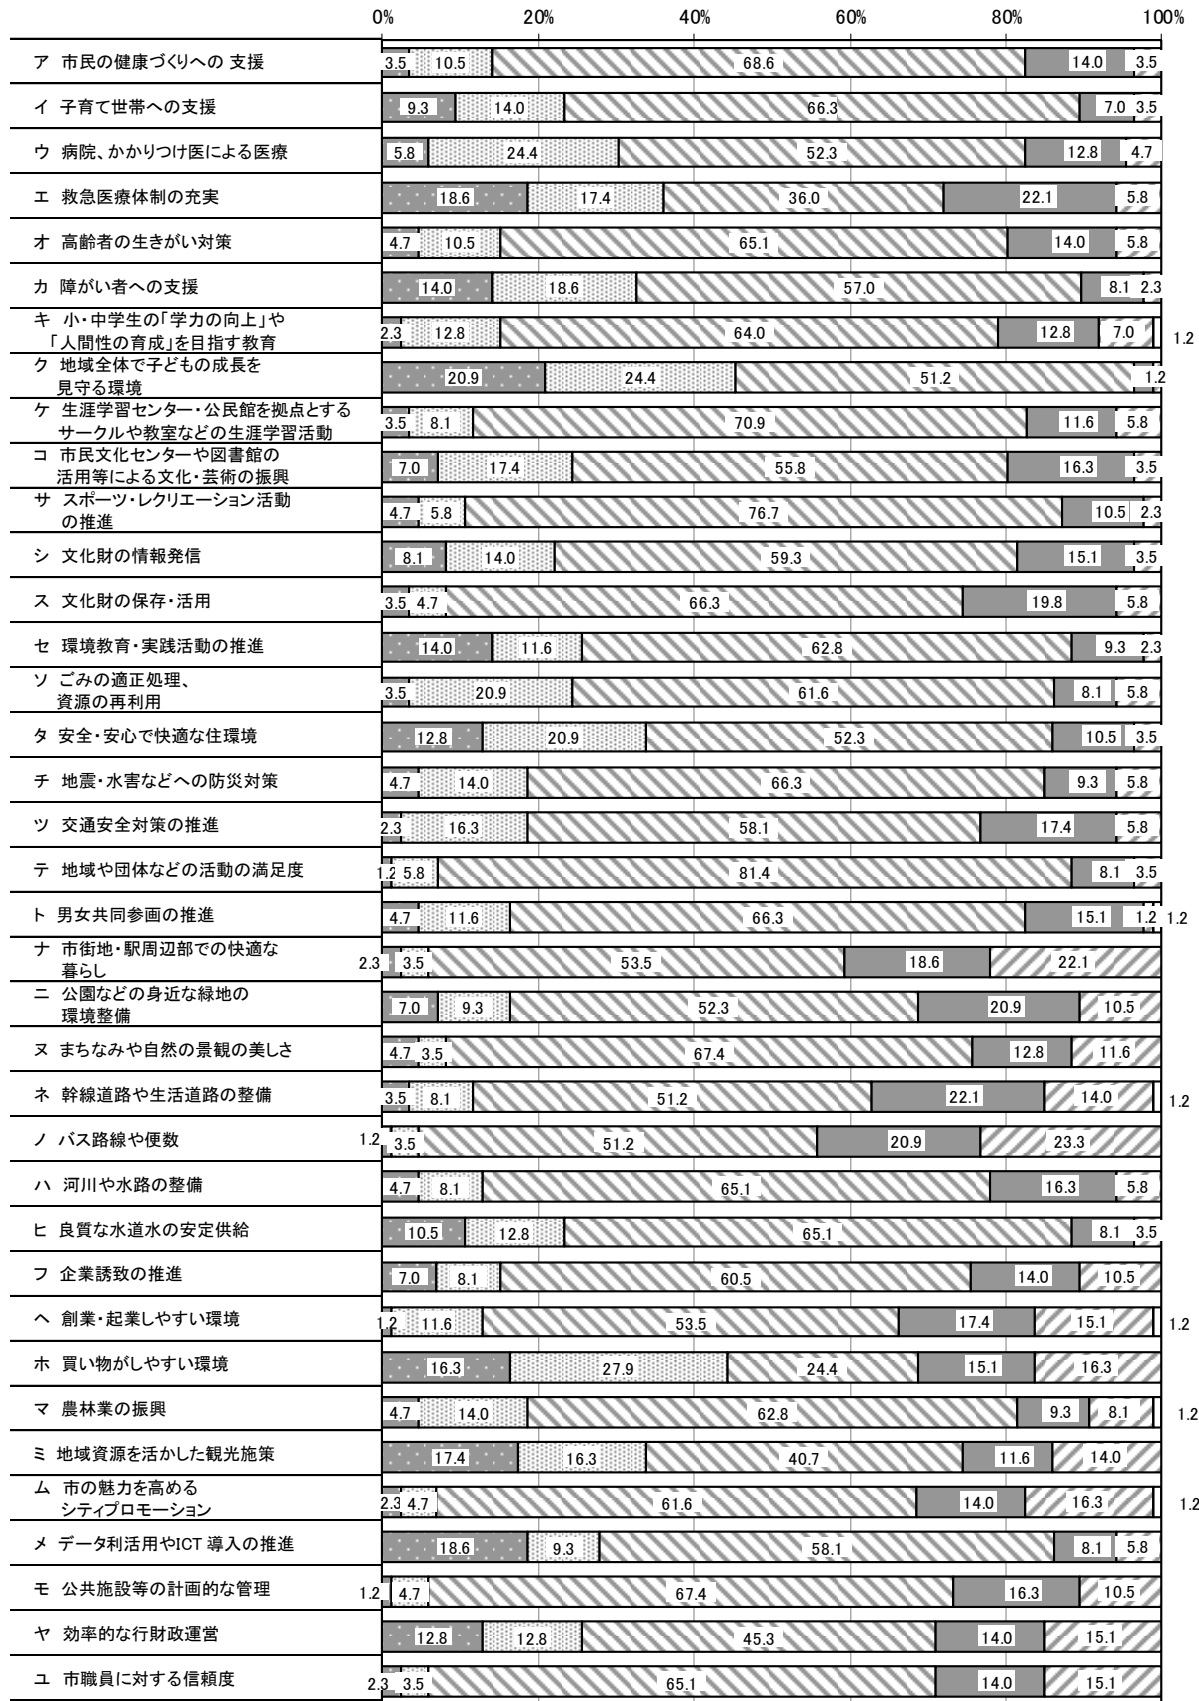 0% 20% 40% 60% 80% 100%
ア 市民の健康づくりへの 支援 3.5 10.5 68.6 14.0 3.5
イ 子育て世帯への支援 9.3 14.0 66.3 7.0 3.5
ウ 病院、かかりつけ医による医療 5.8 24.4 52.3 12.8 4.7
エ 救急医療体制の充実 18.6 17.4 36.0 22.1 5.8
オ 高齢者の生きがい対策 4.7 10.5 65.1 14.0 5.8
カ 障がい者への支援 14.0 18.6 57.0 8.1 2.3
キ 小・中学生の「学力の向上」や
「人間性の育成」を目指す教育 2.3 12.8 64.0 12.8 7.0 1.2
ク 地域全体で子どもの成長を
見守る環境 20.9 24.4 51.2 1.2
ケ 生涯学習センター・公民館を拠点とする
サークルや教室などの生涯学習活動 3.5 8.1 70.9 11.6 5.8
コ 市民文化センターや図書館の
活用等による文化・芸術の振興 7.0 17.4 55.8 16.3 3.5
サ スポーツ・レクリエーション活動
の推進 4.7 5.8 76.7 10.5 2.3
シ 文化財の情報発信 8.1 14.0 59.3 15.1 3.5
ス 文化財の保存・活用 3.5 4.7 66.3 19.8 5.8
セ 環境教育・実践活動の推進 14.0 11.6 62.8 9.3 2.3
ソ ごみの適正処理、
資源の再利用 3.5 20.9 61.6 8.1 5.8
タ 安全・安心で快適な住環境 12.8 20.9 52.3 10.5 3.5
チ 地震・水害などへの防災対策 4.7 14.0 66.3 9.3 5.8
ツ 交通安全対策の推進 2.3 16.3 58.1 17.4 5.8
テ 地域や団体などの活動の満足度 1.2 5.8 81.4 8.1 3.5
ト 男女共同参画の推進 4.7 11.6 66.3 15.1 1.2 1.2
ナ 市街地・駅周辺部での快適な
暮らし 2.3 3.5 53.5 18.6 22.1
ニ 公園などの身近な緑地の
環境整備 7.0 9.3 52.3 20.9 10.5
ヌ まちなみや自然の景観の美しさ 4.7 3.5 67.4 12.8 11.6
ネ 幹線道路や生活道路の整備 3.5 8.1 51.2 22.1 14.0 1.2
ノ バス路線や便数 1.2 3.5 51.2 20.9 23.3
ハ 河川や水路の整備 4.7 8.1 65.1 16.3 5.8
ヒ 良質な水道水の安定供給 10.5 12.8 65.1 8.1 3.5
フ 企業誘致の推進 7.0 8.1 60.5 14.0 10.5
ヘ 創業・起業しやすい環境 1.2 11.6 53.5 17.4 15.1 1.2
ホ 買い物がしやすい環境 16.3 27.9 24.4 15.1 16.3
マ 農林業の振興 4.7 14.0 62.8 9.3 8.1 1.2
ミ 地域資源を活かした観光施策 17.4 16.3 40.7 11.6 14.0
ム 市の魅力を高める
シティプロモーション 2.3 4.7 61.6 14.0 16.3 1.2
メ データ利活用やICT 導入の推進 18.6 9.3 58.1 8.1 5.8
モ 公共施設等の計画的な管理 1.2 4.7 67.4 16.3 10.5
ヤ 効率的な行財政運営 12.8 12.8 45.3 14.0 15.1
ユ 市職員に対する信頼度 2.3 3.5 65.1 14.0 15.1